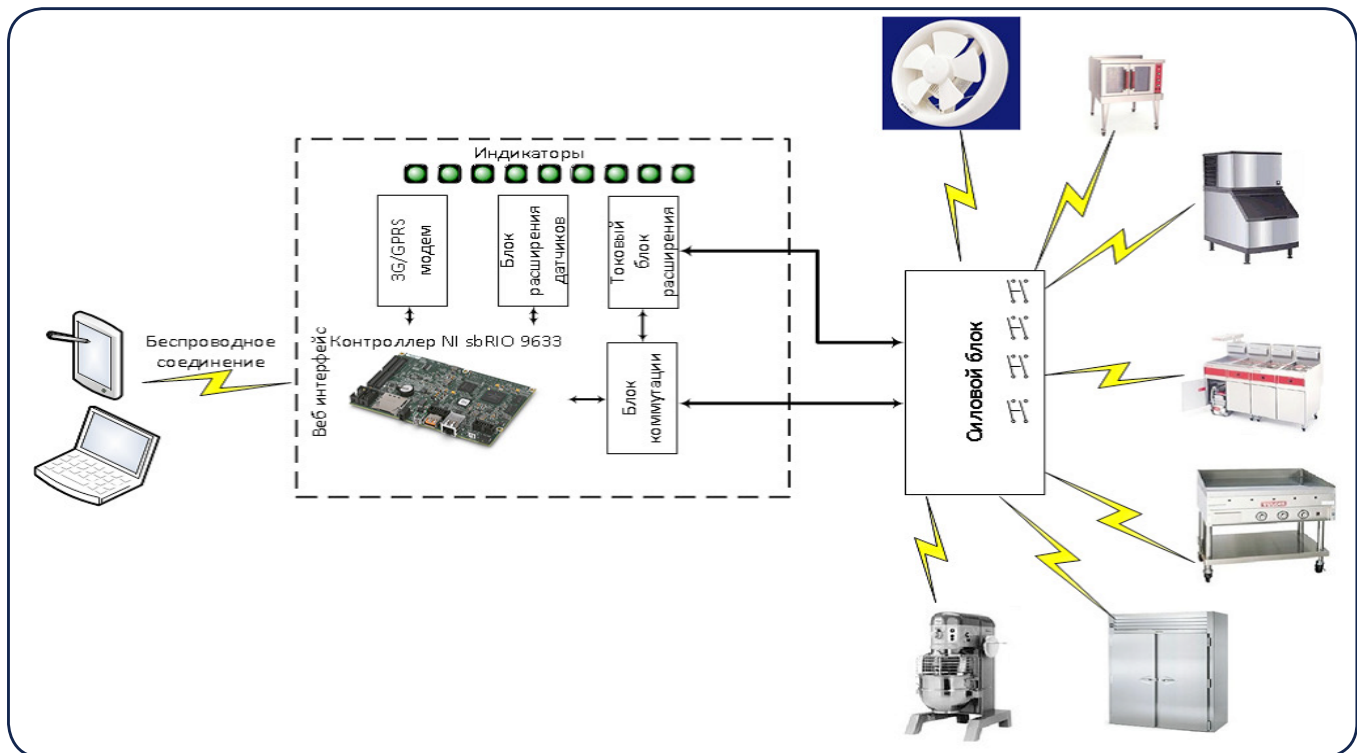 Индикаторы
3G/GPRS
модем
Блок
расширения
датчиков
Токовый
блок
расширения
Беспроводное
соединение
Веб интерфейс
Контроллер NI sbRIO 9633
Блок
коммутации
Силовой блок